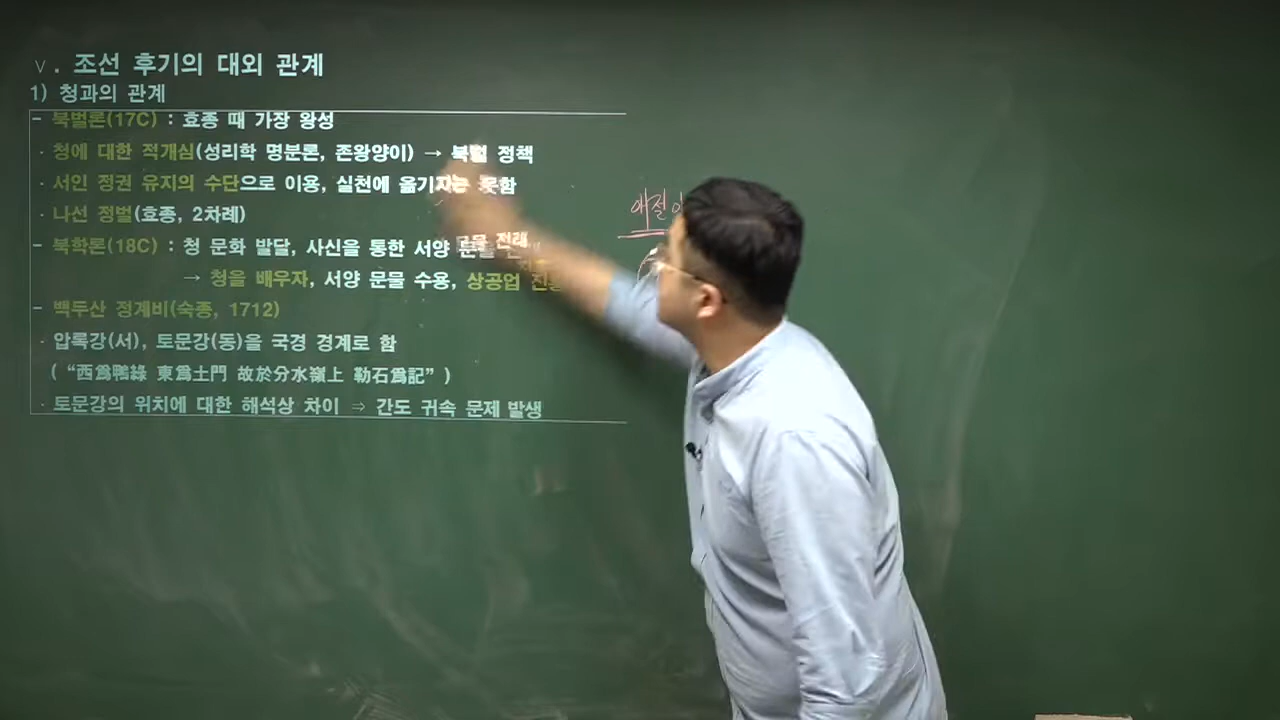 Ⅴ. 조선 후기의 대외 관계
1) 청과의 관계
- 북벌론(17C) : 효종 때 가장 왕성
· 청에 대한 적개심(성리학 명분론, 존왕양이) → 북벌 정책
· 서인 정권 유지의 수단으로 이용, 실천에 옮기지는 못함
· 나선 정벌(효종, 2차례)
- 북학론(18C) : 청 문화 발달, 사신을 통한 서양 문물 전래
→ 청을 배우자, 서양 문물 수용, 상공업
- 백두산 정계비(숙종, 1712)
· 압록강(서), 토문강(동)을 국경 경계로 함
( “西爲鴨綠 東爲土門 故於分水嶺上 勒石爲記” )
· 토문강의 위치에 대한 해석상 차이 ⇒ 간도 귀속 문제 발생